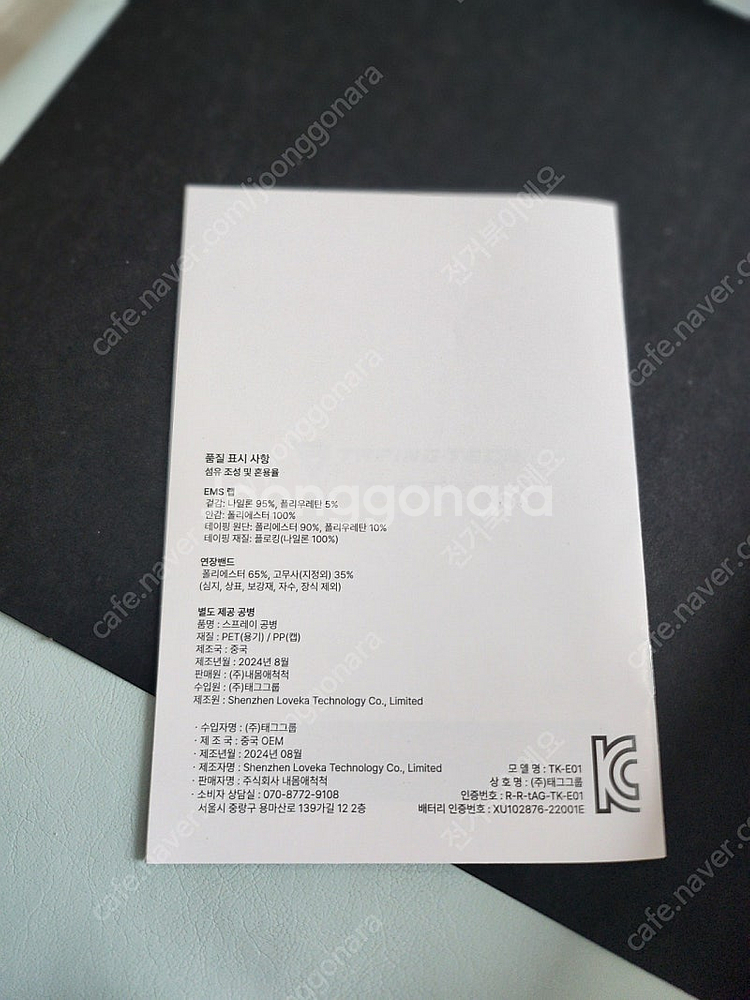 품질 표시 사항
섬유 조성 및 혼용율
EMS 랩
겉감: 나일론 95%, 폴리우레탄 5%
안감: 폴리에스터 100%
테이핑 원단: 폴리에스터 90%, 폴리우레탄 10%
테이핑 재질: 플로킹(나일론 100%)
연장밴드
폴리에스터 65%, 고무사(지정외) 35%
(심지, 상표, 보강재, 자수, 장식 제외)
별도 제공 공병
품명 : 스프레이 공병
재질 : PET(용기) / PP(캡)
제조국 : 중국
제조년월 : 2024년 8월
판매원 : (주)내몸애척척
수입원 : (주)태그그룹
제조원 : Shenzhen Loveka Technology Co., Limited
· 수입자명 : (주)태그그룹
· 제 조 국 : 중국 OEM
· 제조년월 : 2024년 08월
· 제조자명 : Shenzhen Loveka Technology Co., Limited
· 판매자명 : 주식회사 내몸애척척
· 소비자 상담실 : 070-8772-9108
서울시 중랑구 용마산로 139가길 12 2층
모 델 명 : TK-E01
상 호 명 : (주)태그그룹
인증번호 : R-R-tAG-TK-E01
배터리 인증번호 : XU102876-22001E
KC
joonggonara
cafe.naver.com/joonggonara
전거북이에요